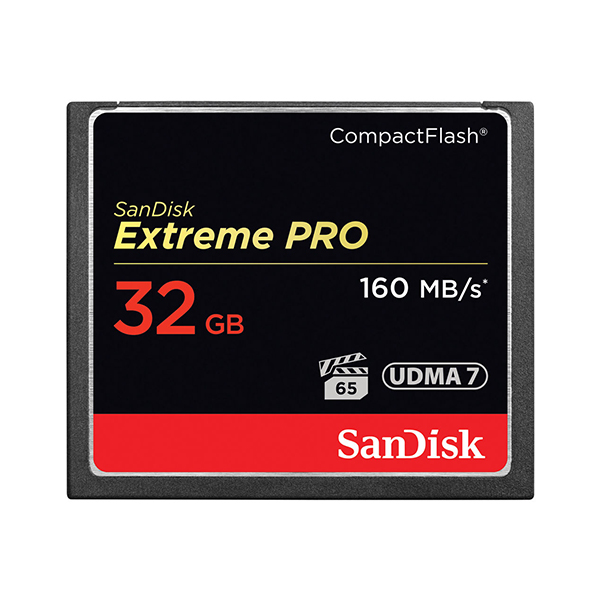 CompactFlash®
SanDisk
Extreme PRO
160 MB/s*
32 GB
65
UDMA 7
SanDisk